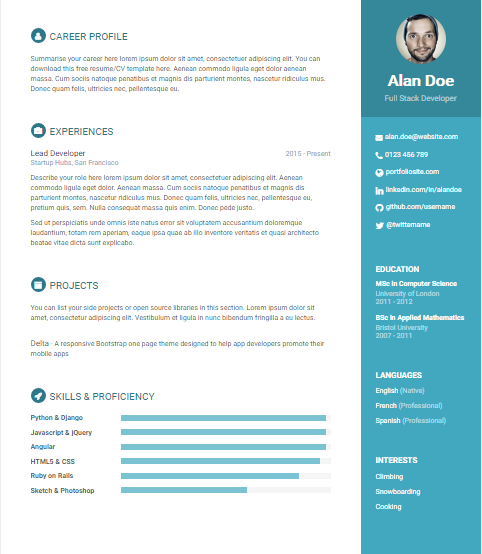 CAREER PROFILE
Summarise your career here lorem ipsum dolor sit amet, consectetuer adipiscing elit. You can
download this free resume/CV template here. Aenean commodo ligula eget dolor aenean
massa. Cum sociis natoque penatibus et magnis dis parturient montes, nascetur ridiculus mus.
Donec quam felis, ultricies nec, pellentesque eu.
EXPERIENCES
Lead Developer 2015 - Present
Startup Hubs, San Francisco
Describe your role here lorem ipsum dolor sit amet, consectetuer adipiscing elit. Aenean
commodo ligula eget dolor. Aenean massa. Cum sociis natoque penatibus et magnis dis
parturient montes, nascetur ridiculus mus. Donec quam felis, ultricies nec, pellentesque eu,
pretium quis, sem. Nulla consequat massa quis enim. Donec pede justo.
Sed ut perspiciatis unde omnis iste natus error sit voluptatem accusantium doloremque
laudantium, totam rem aperiam, eaque ipsa quae ab illo inventore veritatis et quasi architecto
beatae vitae dicta sunt explicabo.
PROJECTS
You can list your side projects or open source libraries in this section. Lorem ipsum dolor sit
amet, consectetur adipiscing elit. Vestibulum et ligula in nunc bibendum fringilla a eu lectus.
Delta - A responsive Bootstrap one page theme designed to help app developers promote their
mobile apps
SKILLS & PROFICIENCY
Python & Django
Javascript & jQuery
Angular
HTML5 & CSS
Ruby on Rails
Sketch & Photoshop
Alan Doe
Full Stack Developer
alan.doe@website.com
0123 456 789
portfoliosite.com
linkedin.com/in/alandoe
github.com/username
@twittername
EDUCATION
MSc in Computer Science
University of London
2011 - 2012
BSc in Applied Mathematics
Bristol University
2007 - 2011
LANGUAGES
English (Native)
French (Professional)
Spanish (Professional)
INTERESTS
Climbing
Snowboarding
Cooking